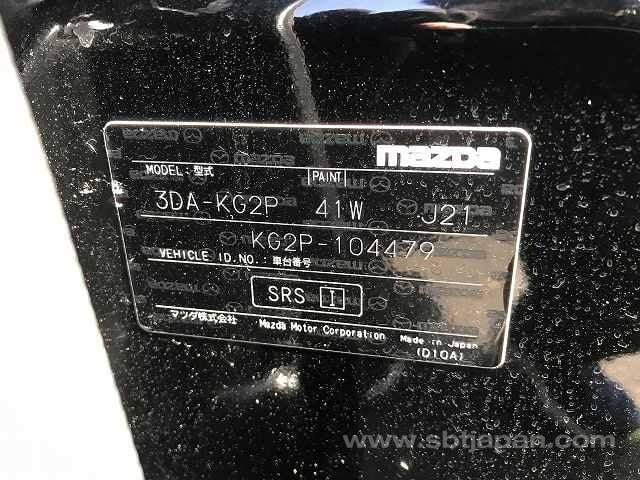 mazda
MODEL:型式 PAINT
3DA-KG2P 41W J21
KG2P-104479
VEHICLE ID.NO.:車台番号
SRS I
マツダ株式会社 Mazda Motor Corporation Made in Japan
(D10A)
www.sbtjapan.com